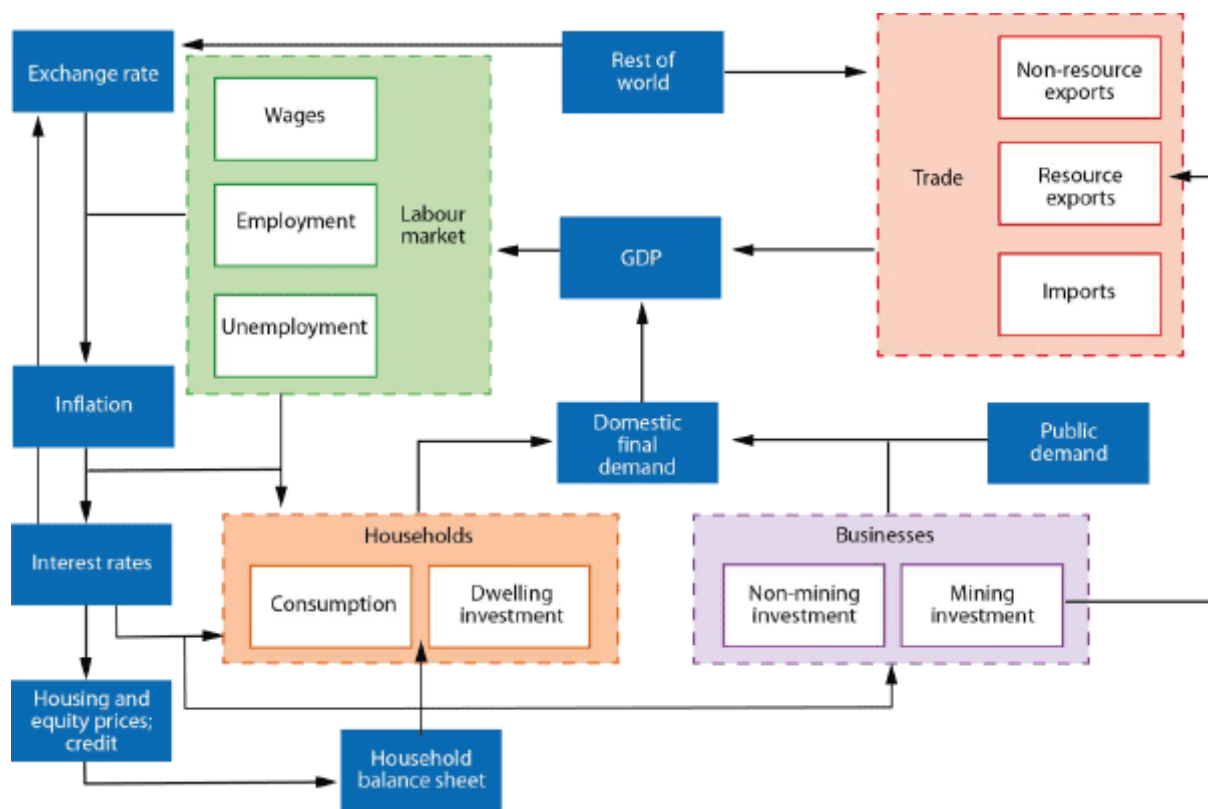 Exchange rate
Rest of
world
Wages
Employment
Labour
market
Unemployment
Trade
Non-resource
exports
Resource
exports
Imports
GDP
Inflation
Domestic
final
demand
Public
demand
Interest rates
Households
Consumption
Dwelling
investment
Businesses
Non-mining
investment
Mining
investment
Housing and
equity prices;
credit
Household
balance sheet